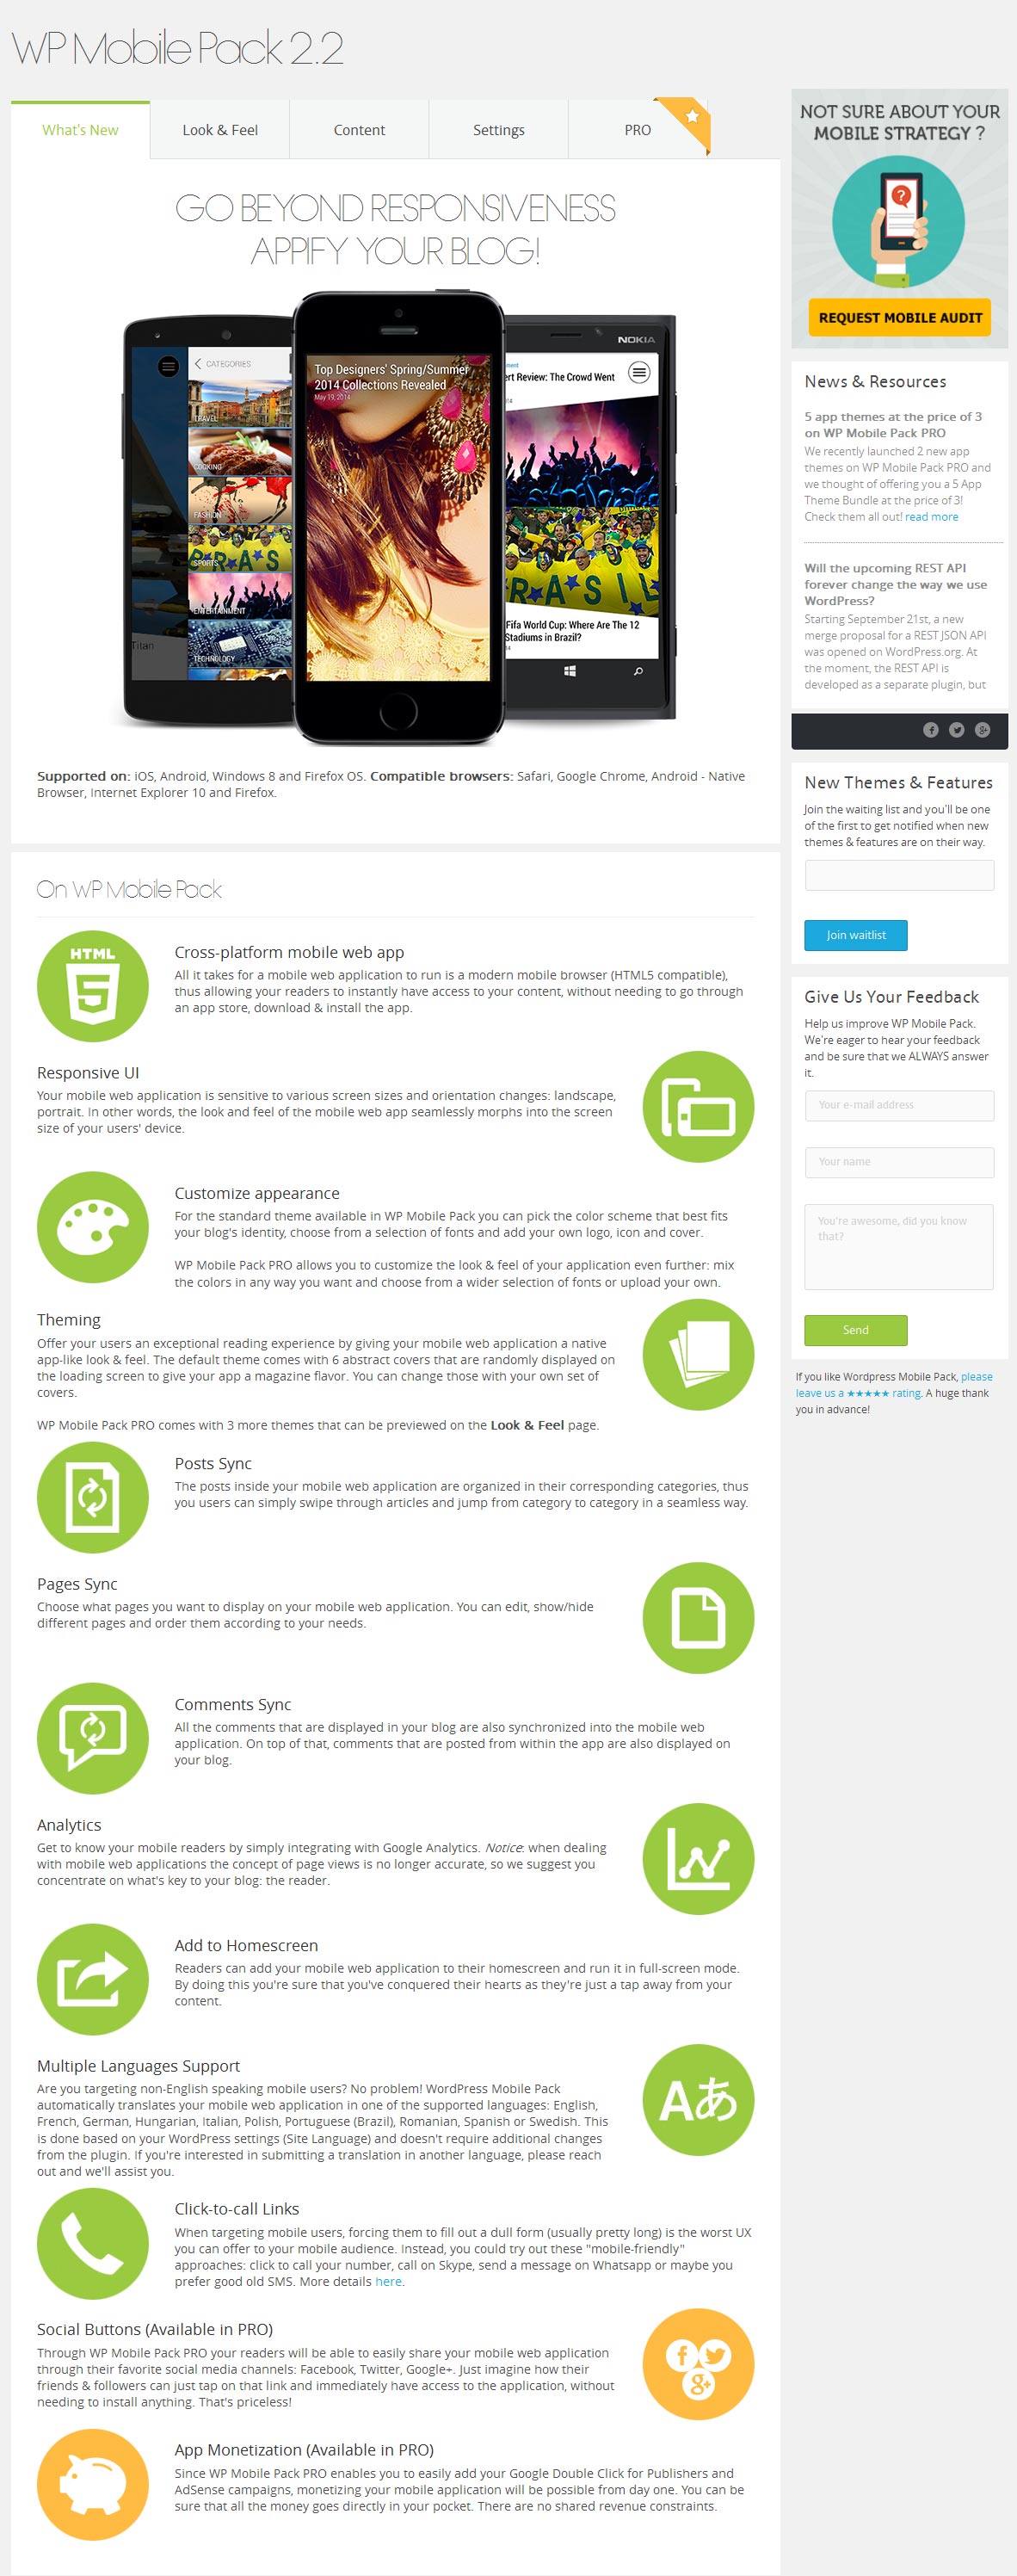 WP Mobile Pack 2.2
What's New
Look & Feel
Content
Settings
PRO
GO BEYOND RESPONSIVENESS
APPIFY YOUR BLOG!
CATEGORIES
TRAVEL
COOKING
FASHION
SPORTS
ENTERTAINMENT
TECHNOLOGY
Titan
Top Designers' Spring/Summer
2014 Collections Revealed
May 19, 2014
NOKIA
ert Review: The Crowd Went
Fifa World Cup: Where Are The 12
Stadiums in Brazil?
Supported on: iOS, Android, Windows 8 and Firefox OS. Compatible browsers: Safari, Google Chrome, Android - Native
Browser, Internet Explorer 10 and Firefox.
On WP Mobile Pack
HTML
5
Cross-platform mobile web app
All it takes for a mobile web application to run is a modern mobile browser (HTML5 compatible),
thus allowing your readers to instantly have access to your content, without needing to go through
an app store, download & install the app.
Responsive UI
Your mobile web application is sensitive to various screen sizes and orientation changes: landscape,
portrait. In other words, the look and feel of the mobile web app seamlessly morphs into the screen
size of your users' device.
Customize appearance
For the standard theme available in WP Mobile Pack you can pick the color scheme that best fits
your blog's identity, choose from a selection of fonts and add your own logo, icon and cover.
WP Mobile Pack PRO allows you to customize the look & feel of your application even further: mix
the colors in any way you want and choose from a wider selection of fonts or upload your own.
Theming
Offer your users an exceptional reading experience by giving your mobile web application a native
app-like look & feel. The default theme comes with 6 abstract covers that are randomly displayed on
the loading screen to give your app a magazine flavor. You can change those with your own set of
covers.
WP Mobile Pack PRO comes with 3 more themes that can be previewed on the Look & Feel page.
Posts Sync
The posts inside your mobile web application are organized in their corresponding categories, thus
you users can simply swipe through articles and jump from category to category in a seamless way.
Pages Sync
Choose what pages you want to display on your mobile web application. You can edit, show/hide
different pages and order them according to your needs.
Comments Sync
All the comments that are displayed in your blog are also synchronized into the mobile web
application. On top of that, comments that are posted from within the app are also displayed on
your blog.
Analytics
Get to know your mobile readers by simply integrating with Google Analytics. Notice: when dealing
with mobile web applications the concept of page views is no longer accurate, so we suggest you
concentrate on what's key to your blog: the reader.
Add to Homescreen
Readers can add your mobile web application to their homescreen and run it in full-screen mode.
By doing this you're sure that you've conquered their hearts as they're just a tap away from your
content.
Multiple Languages Support
Are you targeting non-English speaking mobile users? No problem! WordPress Mobile Pack
automatically translates your mobile web application in one of the supported languages: English,
French, German, Hungarian, Italian, Polish, Portuguese (Brazil), Romanian, Spanish or Swedish. This
is done based on your WordPress settings (Site Language) and doesn't require additional changes
from the plugin. If you're interested in submitting a translation in another language, please reach
out and we'll assist you.
Aあ
Click-to-call Links
When targeting mobile users, forcing them to fill out a dull form (usually pretty long) is the worst UX
you can offer to your mobile audience. Instead, you could try out these "mobile-friendly"
approaches: click to call your number, call on Skype, send a message on Whatsapp or maybe you
prefer good old SMS. More details here.
Social Buttons (Available in PRO)
Through WP Mobile Pack PRO your readers will be able to easily share your mobile web application
through their favorite social media channels: Facebook, Twitter, Google+. Just imagine how their
friends & followers can just tap on that link and immediately have access to the application, without
needing to install anything. That's priceless!
App Monetization (Available in PRO)
Since WP Mobile Pack PRO enables you to easily add your Google Double Click for Publishers and
AdSense campaigns, monetizing your mobile application will be possible from day one. You can be
sure that all the money goes directly in your pocket. There are no shared revenue constraints.
NOT SURE ABOUT YOUR
MOBILE STRATEGY ?
REQUEST MOBILE AUDIT
News & Resources
5 app themes at the price of 3
on WP Mobile Pack PRO
We recently launched 2 new app
themes on WP Mobile Pack PRO and
we thought of offering you a 5 App
Theme Bundle at the price of 3!
Check them all out! read more
Will the upcoming REST API
forever change the way we use
WordPress?
Starting September 21st, a new
merge proposal for a REST JSON API
was opened on WordPress.org. At
the moment, the REST API is
developed as a separate plugin, but
New Themes & Features
Join the waiting list and you'll be one
of the first to get notified when new
themes & features are on their way.
Join waitlist
Give Us Your Feedback
Help us improve WP Mobile Pack.
We're eager to hear your feedback
and be sure that we ALWAYS answer
it.
Your e-mail address
Your name
You're awesome, did you know
that?
Send
If you like Wordpress Mobile Pack, please
leave us a ★★★★★ rating. A huge thank
you in advance!